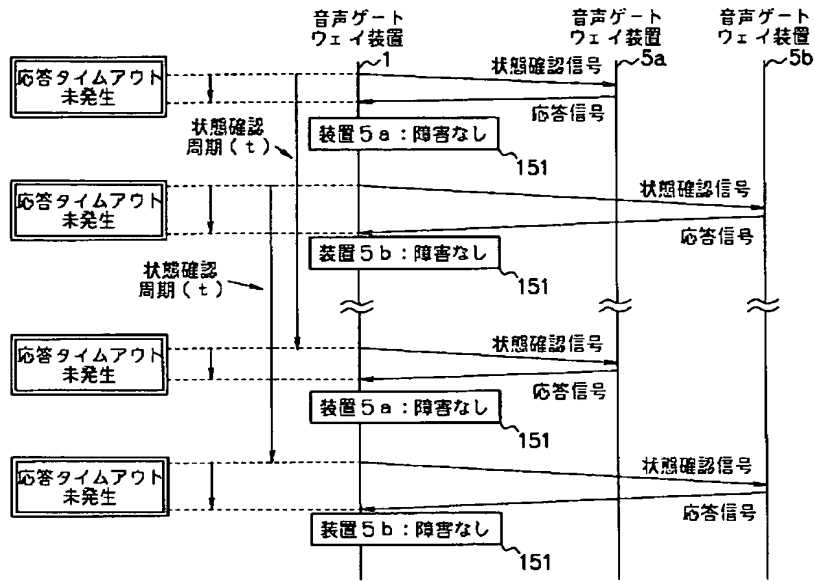 音声ゲート
ウェイ装置
1
音声ゲート
ウェイ装置
5a
音声ゲート
ウェイ装置
5b
応答タイムアウト
未発生
状態確認信号
応答信号
状態確認
周期(t)
装置5a:障害なし
151
応答タイムアウト
未発生
状態確認信号
応答信号
装置5b:障害なし
151
状態確認
周期(t)
応答タイムアウト
未発生
状態確認信号
応答信号
装置5a:障害なし
151
応答タイムアウト
未発生
状態確認信号
応答信号
装置5b:障害なし
151